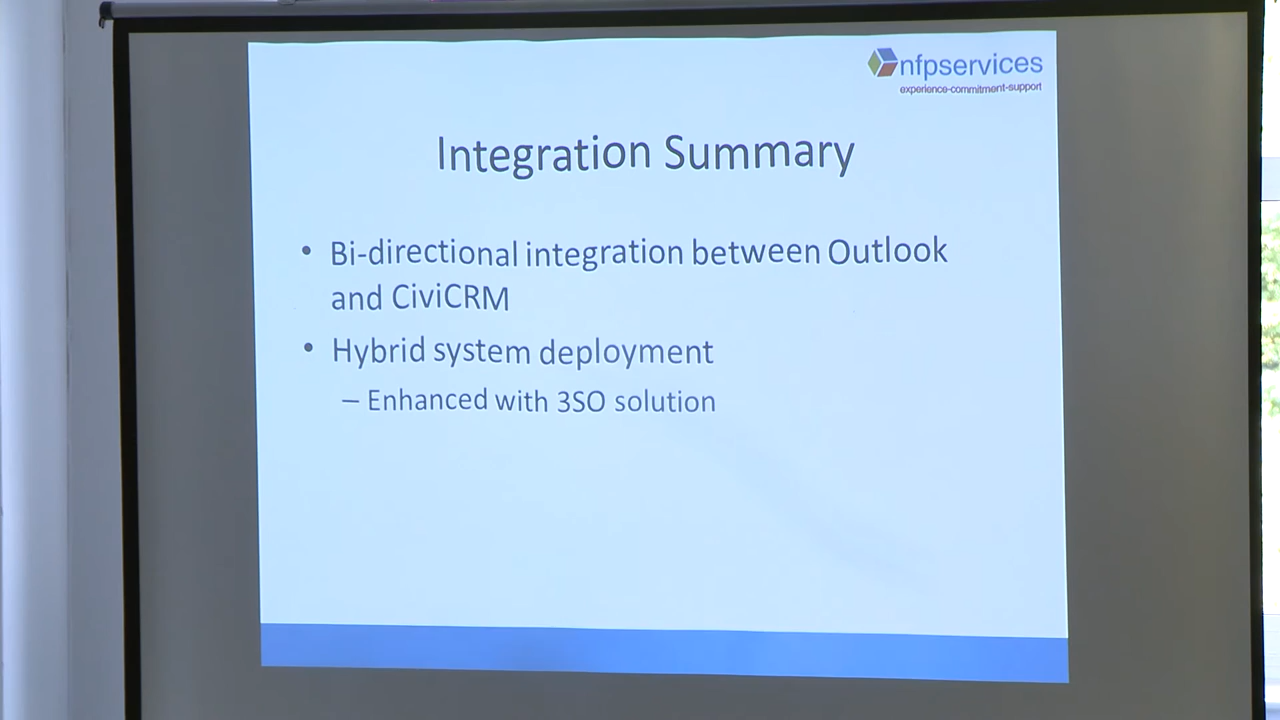 nfpservices
experience-commitment-support
Integration Summary
• Bi-directional integration between Outlook
and CiviCRM
• Hybrid system deployment
– Enhanced with 3SO solution